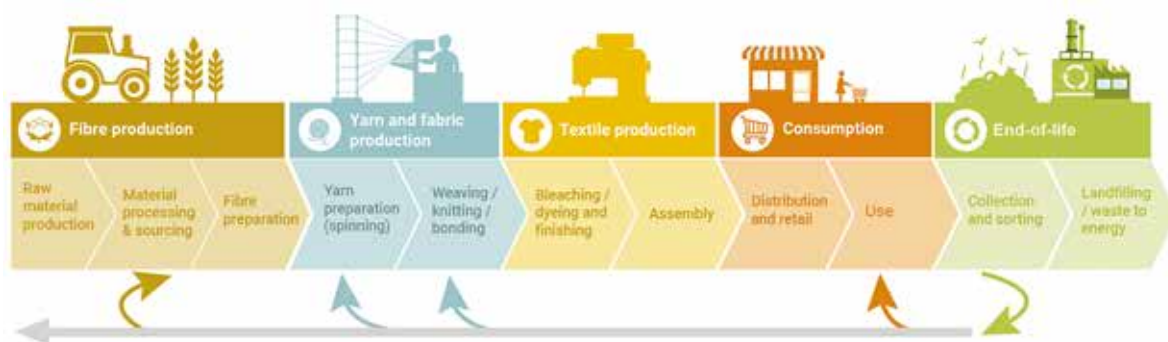 Fibre production
Yarn and fabric
production
Textile production
Consumption
End-of-life
Raw
material
production
Material
processing
& sourcing
Fibre
preparation
Yarn
preparation
(spinning)
Weaving /
knitting /
bonding
Bleaching /
dyeing and
finishing
Assembly
Distribution
and retail
Use
Collection
and sorting
Landfilling
/ waste to
energy